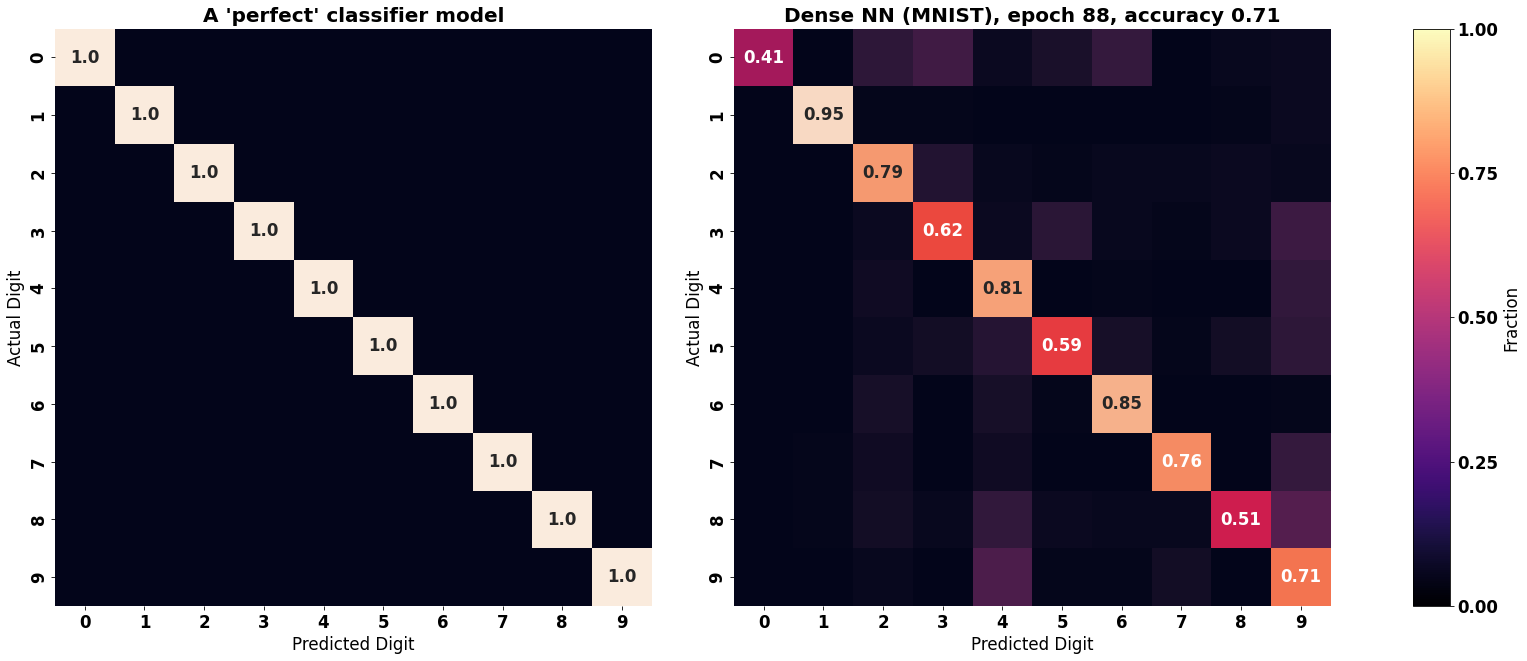 A 'perfect' classifier model
0 1.0
1 1.0
2 1.0
3 1.0
4 1.0
5 1.0
6 1.0
7 1.0
8 1.0
9 1.0
0 1 2 3 4 5 6 7 8 9
Predicted Digit
Actual Digit
Dense NN (MNIST), epoch 88, accuracy 0.71
0 0.41
1 0.95
2 0.79
3 0.62
4 0.81
5 0.59
6 0.85
7 0.76
8 0.51
9 0.71
0 1 2 3 4 5 6 7 8 9
Predicted Digit
Actual Digit
1.00
0.75
0.50
0.25
0.00
Fraction